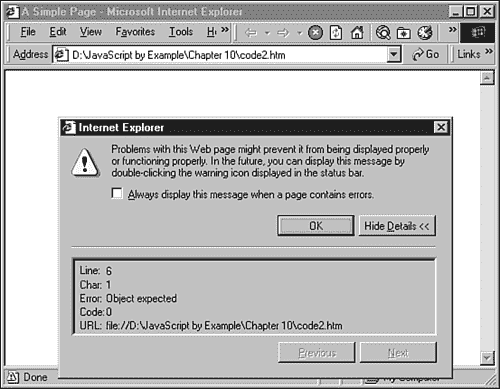 A Simple Page - Microsoft Internet Explorer
File Edit View Favorites Tools »
Address D:\JavaScript by Example\Chapter 10\code2.htm Go Links »
Internet Explorer
Problems with this Web page might prevent it from being displayed properly
or functioning properly. In the future, you can display this message by
double-clicking the warning icon displayed in the status bar.
Always display this message when a page contains errors.
OK Hide Details <<
Line: 6
Char: 1
Error: Object expected
Code: 0
URL: file://D:\JavaScript by Example\Chapter 10\code2.htm
Previous Next
Done My Computer